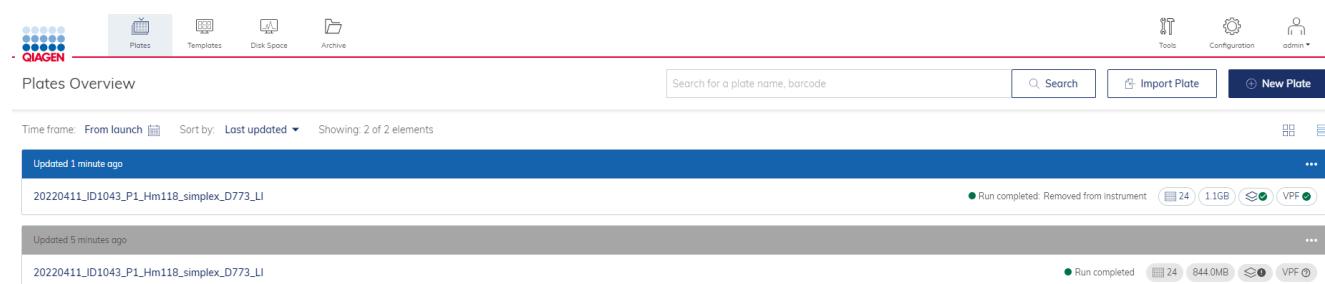 QIAGEN
Plates Templates Disk Space Archive Tools Configuration admin
Plates Overview Search for a plate name, barcode Search Import Plate New Plate
Time frame: From launch Sort by: Last updated Showing: 2 of 2 elements
Updated 1 minute ago ...
20220411_ID1043_P1_Hm118_simplex_D773_LI Run completed: Removed from instrument 24 1.1GB VPF
Updated 5 minutes ago ...
20220411_ID1043_P1_Hm118_simplex_D773_LI Run completed 24 844.0MB VPF